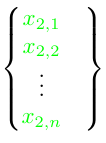 x_{2,1}
x_{2,2}
⋮
x_{2,n}